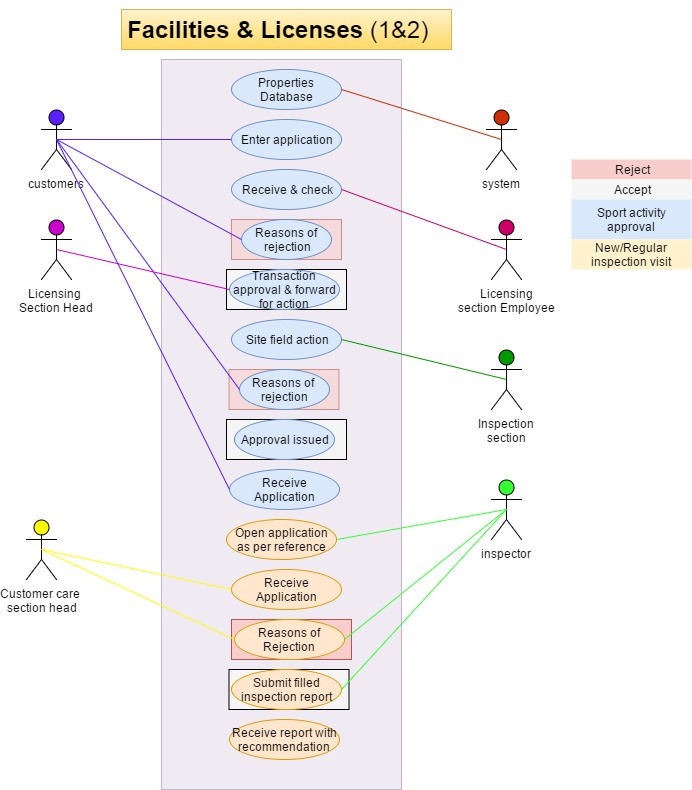 Facilities & Licenses (1&2)
Properties
Database
Enter application
customers
Receive & check
system
Reject
Accept
Sport activity
approval
New/Regular
inspection visit
Reasons of
rejection
Licensing
Section Head
Transaction
approval & forward
for action
Licensing
section Employee
Site field action
Reasons of
rejection
Inspection
section
Approval issued
Receive
Application
Open application
as per reference
inspector
Customer care
section head
Receive
Application
Reasons of
Rejection
Submit filled
inspection report
Receive report with
recommendation